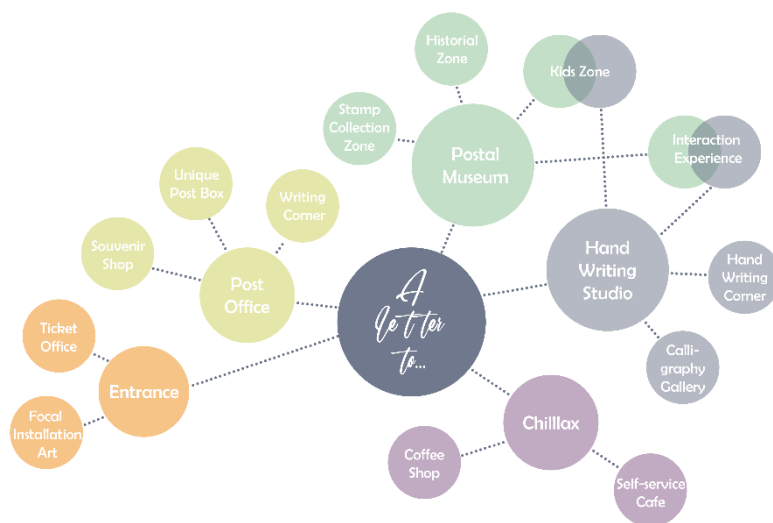 Historial
Zone
Kids Zone
Stamp
Collection
Zone
Postal
Museum
Interaction
Experience
Unique
Post Box
Writing
Corner
Souvenir
Shop
Post
Office
A
letter
to...
Hand
Writing
Studio
Hand
Writing
Corner
Ticket
Office
Entrance
Focal
Installation
Art
Calli-
graphy
Gallery
Chilllax
Coffee
Shop
Self-service
Cafe